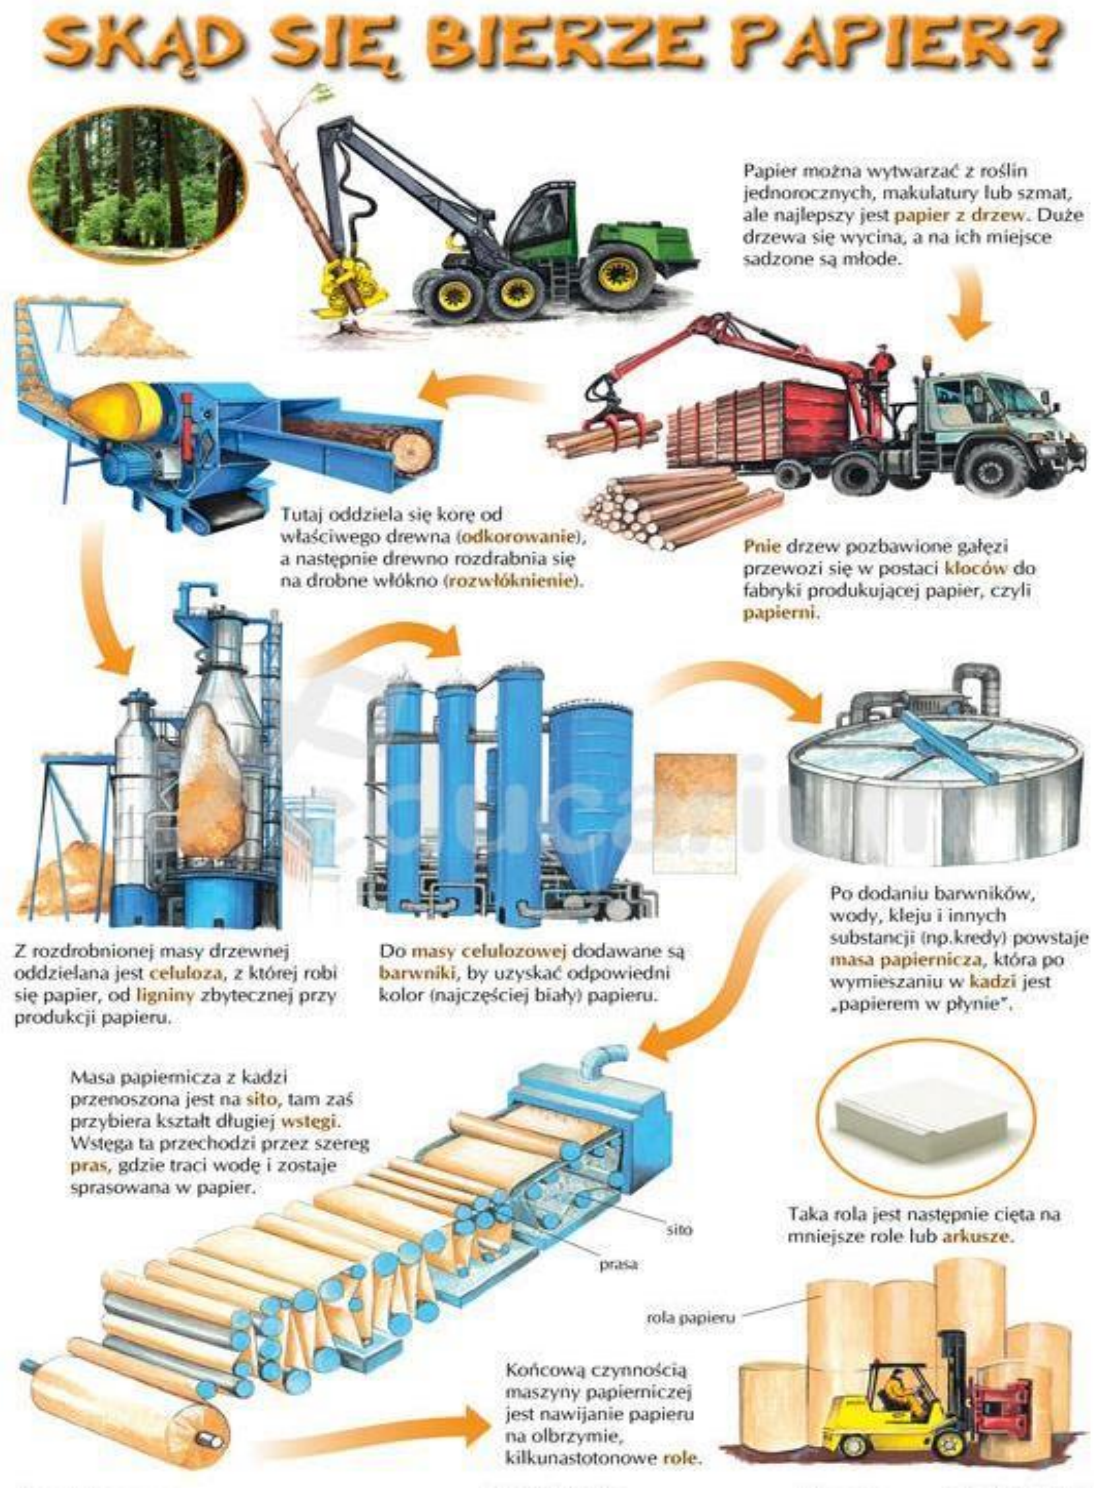 SKĄD SIĘ BIERZE PAPIER?
Papier można wytwarzać z roślin
jednorocznych, makulatury lub szmat,
ale najlepszy jest papier z drzew. Duże
drzewa się wycina, a na ich miejsce
sadzone są młode.
Pnie drzew pozbawione gałęzi
przewozi się w postaci kloców do
fabryki produkującej papier, czyli
papierni.
Tutaj oddziela się korę od
właściwego drewna (odkorowanie),
a następnie drewno rozdrabnia się
na drobne włókno (rozwłóknienie).
Z rozdrobnionej masy drzewnej
oddzielana jest celuloza, z której robi
się papier, od ligniny zbytecznej przy
produkcji papieru.
Do masy celulozowej dodawane są
barwniki, by uzyskać odpowiedni
kolor (najczęściej biały) papieru.
Po dodaniu barwników,
wody, kleju i innych
substancji (np.kredy) powstaje
masa papiernicza, która po
wymieszaniu w kadzi jest
„papierem w płynie".
educarium
Masa papiernicza z kadzi
przenoszona jest na sito, tam zaś
przybiera kształt długiej wstęgi.
Wstęga ta przechodzi przez szereg
pras, gdzie traci wodę i zostaje
sprasowana w papier.
sito
prasa
Końcową czynnością
maszyny papierniczej
jest nawijanie papieru
na olbrzymie,
kilkunastotonowe role.
Taka rola jest następnie cięta na
mniejsze role lub arkusze.
rola papieru